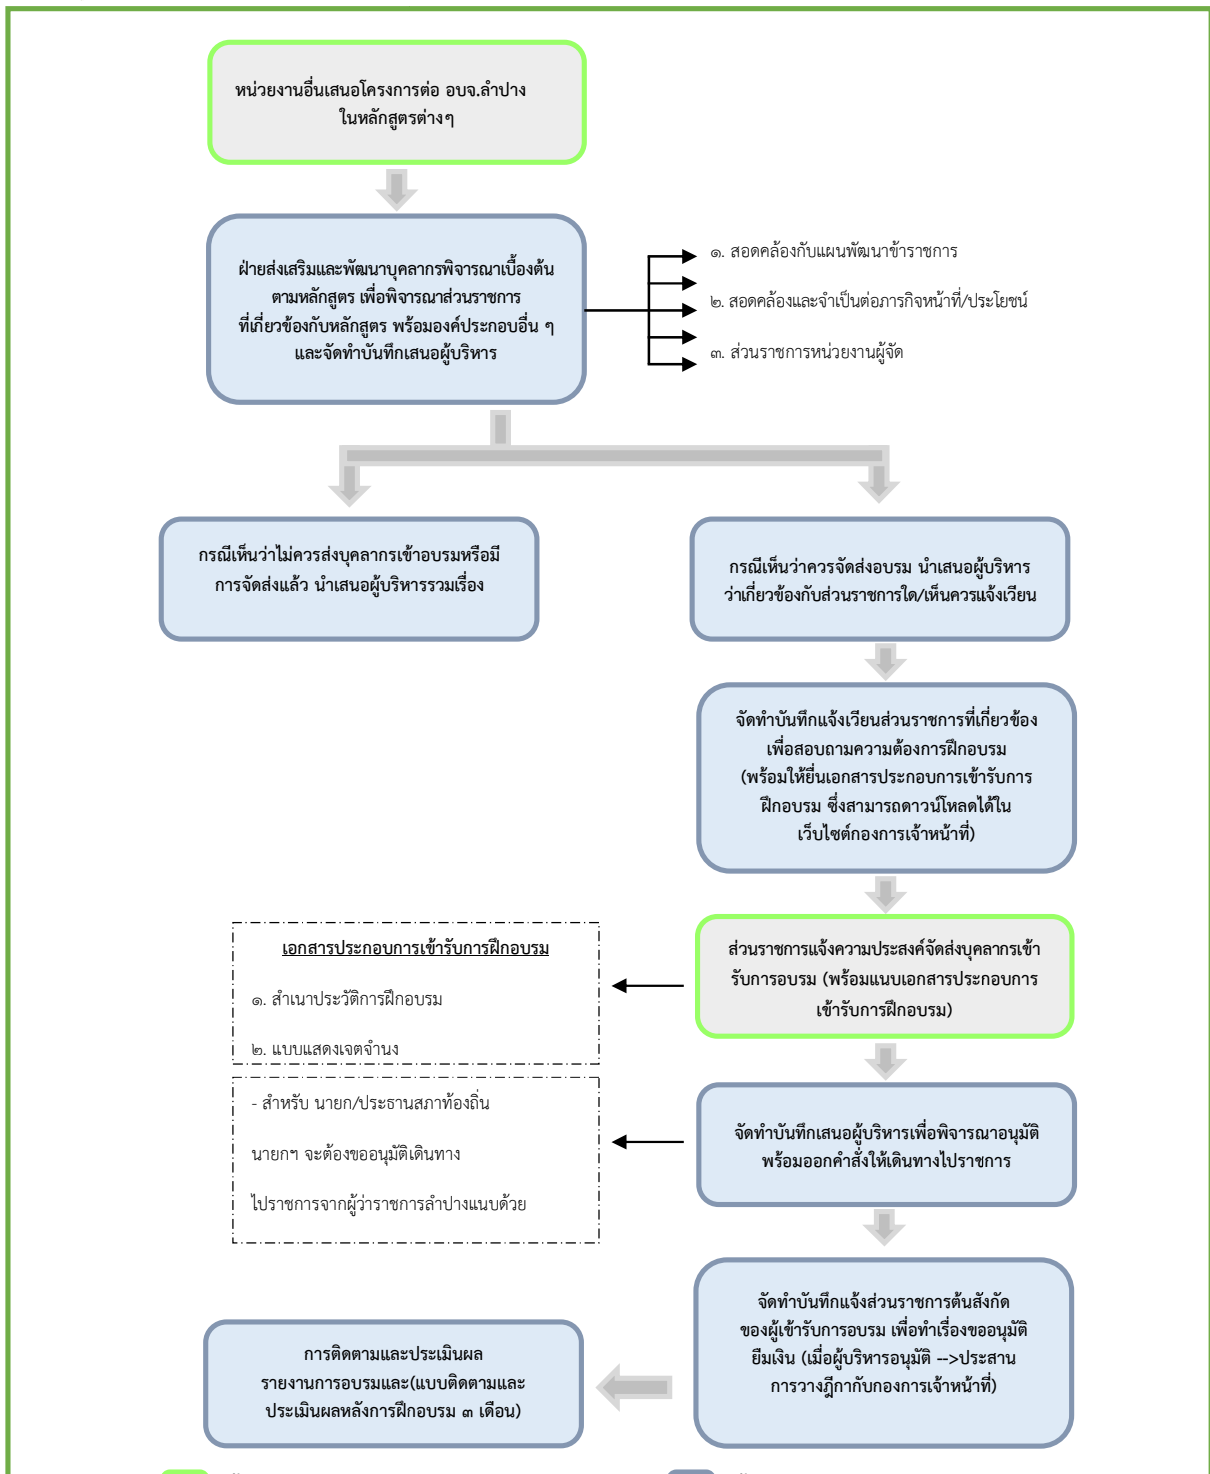 หน่วยงานอื่นเสนอโครงการต่อ อบจ.ลำปาง
ในหลักสูตรต่างๆ
ฝ่ายส่งเสริมและพัฒนาบุคลากรพิจารณาเบื้องต้น
ตามหลักสูตร เพื่อพิจารณาส่วนราชการ
ที่เกี่ยวข้องกับหลักสูตร พร้อมองค์ประกอบอื่น ๆ
และจัดทำบันทึกเสนอผู้บริหาร
๑. สอดคล้องกับแผนพัฒนาข้าราชการ
๒. สอดคล้องและจำเป็นต่อภารกิจหน้าที่/ประโยชน์
๓. ส่วนราชการหน่วยงานผู้จัด
กรณีเห็นว่าไม่ควรส่งบุคลากรเข้าอบรมหรือมี
การจัดส่งแล้ว นำเสนอผู้บริหารรวมเรื่อง
กรณีเห็นว่าควรจัดส่งอบรม นำเสนอผู้บริหาร
ว่าเกี่ยวข้องกับส่วนราชการใด/เห็นควรแจ้งเวียน
จัดทำบันทึกแจ้งเวียนส่วนราชการที่เกี่ยวข้อง
เพื่อสอบถามความต้องการฝึกอบรม
(พร้อมให้ยื่นเอกสารประกอบการเข้ารับการ
ฝึกอบรม ซึ่งสามารถดาวน์โหลดได้ใน
เว็บไซต์กองการเจ้าหน้าที่)
ส่วนราชการแจ้งความประสงค์จัดส่งบุคลากรเข้า
รับการอบรม (พร้อมแนบเอกสารประกอบการ
เข้ารับการฝึกอบรม)
เอกสารประกอบการเข้ารับการฝึกอบรม
๑. สำเนาประวัติการฝึกอบรม
๒. แบบแสดงเจตจำนง
- สำหรับ นายก/ประธานสภาท้องถิ่น
นายกฯ จะต้องขออนุมัติเดินทาง
ไปราชการจากผู้ว่าราชการลำปางแนบด้วย
จัดทำบันทึกเสนอผู้บริหารเพื่อพิจารณาอนุมัติ
พร้อมออกคำสั่งให้เดินทางไปราชการ
จัดทำบันทึกแจ้งส่วนราชการต้นสังกัด
ของผู้เข้ารับการอบรม เพื่อทำเรื่องขออนุมัติ
ยืมเงิน (เมื่อผู้บริหารอนุมัติ -->ประสาน
การวางฎีกากับกองการเจ้าหน้าที่)
การติดตามและประเมินผล
รายงานการอบรมและ(แบบติดตามและ
ประเมินผลหลังการฝึกอบรม ๓ เดือน)